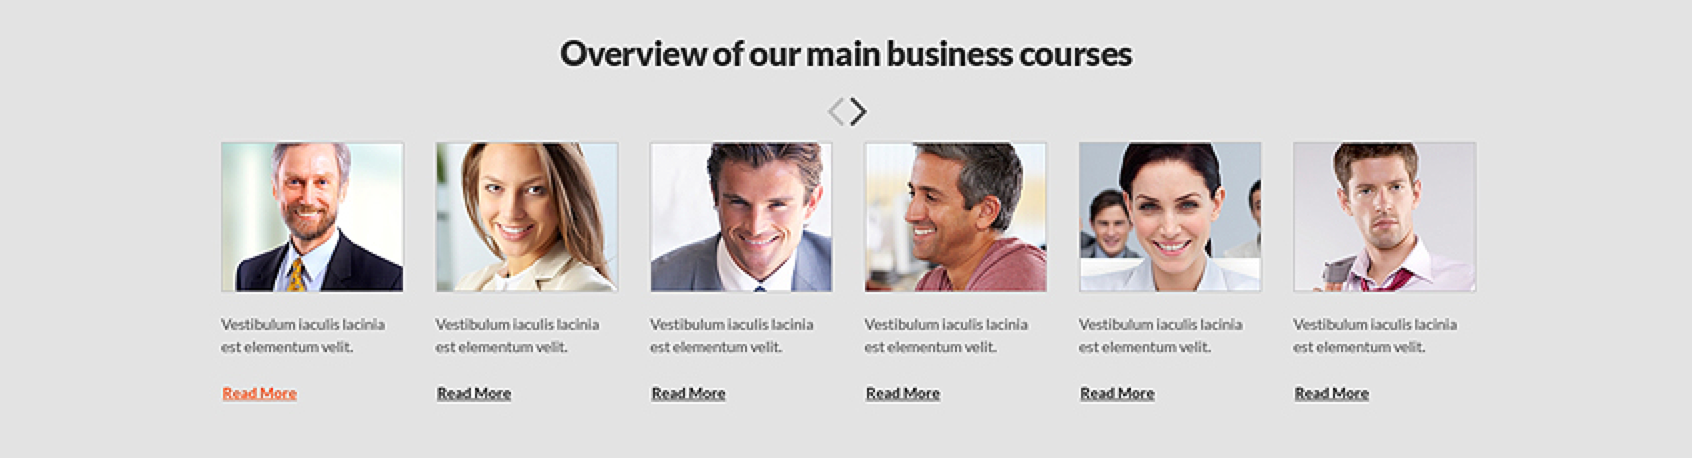 Overview of our main business courses
Vestibulum iaculis lacinia
est elementum velit.
Read More
Vestibulum iaculis lacinia
est elementum velit.
Read More
Vestibulum iaculis lacinia
est elementum velit.
Read More
Vestibulum iaculis lacinia
est elementum velit.
Read More
Vestibulum iaculis lacinia
est elementum velit.
Read More
Vestibulum iaculis lacinia
est elementum velit.
Read More